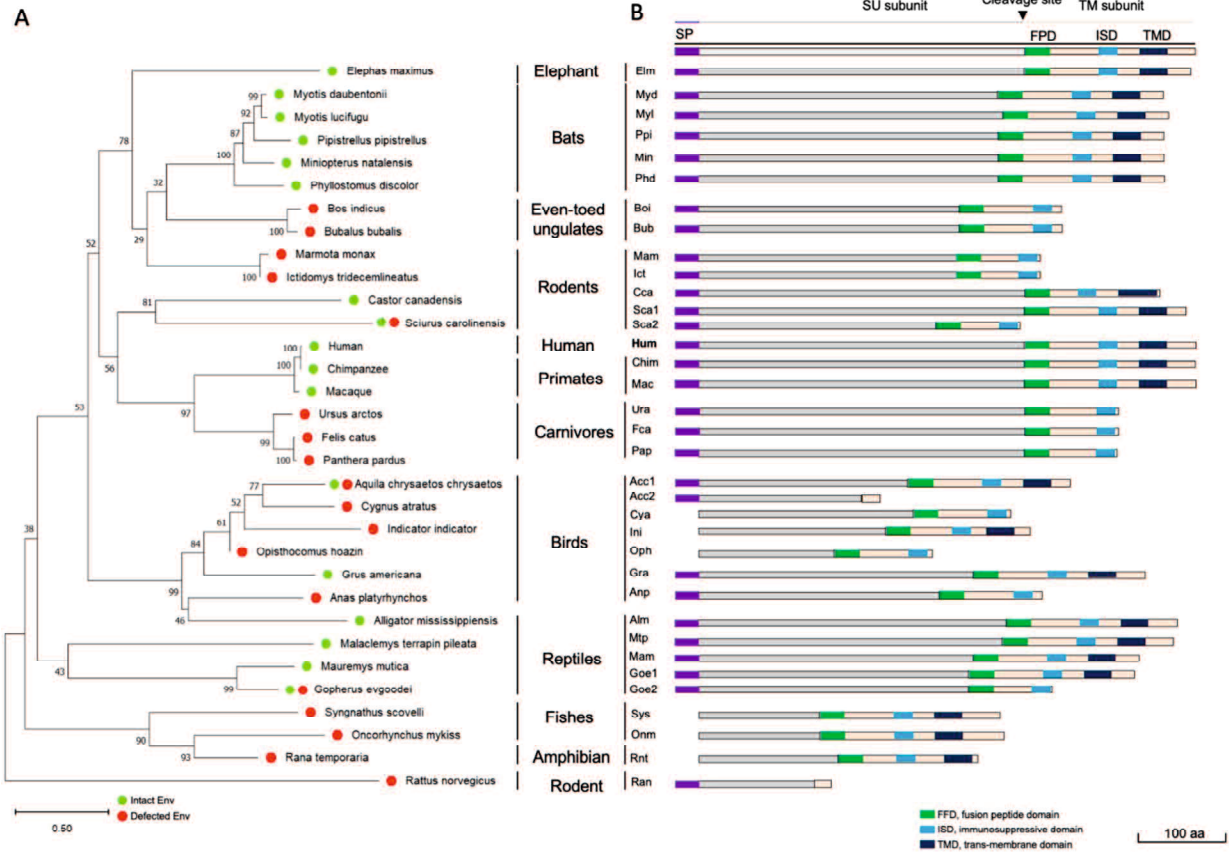 A
B
SU subunit
Cleavage site
TM subunit
SP
FPD
ISD
TMD
Elephas maximus
Myotis daubentonii
Myotis lucifugu
Pipistrellus pipistrellus
Miniopterus natalensis
Phyllostomus discolor
Bos indicus
Bubalus bubalis
Marmota monax
Ictidomys tridecemlineatus
Castor canadensis
Sciurus carolinensis
Human
Chimpanzee
Macaque
Ursus arctos
Felis catus
Panthera pardus
Aquila chrysaetos chrysaetos
Cygnus atratus
Indicator indicator
Opisthocomus hoazin
Grus americana
Anas platyrhynchos
Alligator mississippiensis
Malaclemys terrapin pileata
Mauremys mutica
Gopherus evgoodei
Syngnathus scovelli
Oncorhynchus mykiss
Rana temporaria
Rattus norvegicus
99
92
87
100
78
32
100
29
100
52
81
56
100
100
97
99
100
53
77
52
61
84
99
46
38
43
99
90
93
Intact Env
Defected Env
0.50
Elephant
Bats
Even-toed
ungulates
Rodents
Human
Primates
Carnivores
Birds
Reptiles
Fishes
Amphibian
Rodent
Elm
Myd
Myl
Ppi
Min
Phd
Boi
Bub
Mam
Ict
Cca
Sca1
Sca2
Hum
Chim
Mac
Ura
Fca
Pap
Acc1
Acc2
Cya
Ini
Oph
Gra
Anp
Alm
Mtp
Mam
Goe1
Goe2
Sys
Onm
Rnt
Ran
FFD, fusion peptide domain
ISD, immunosuppressive domain
TMD, trans-membrane domain
100 aa